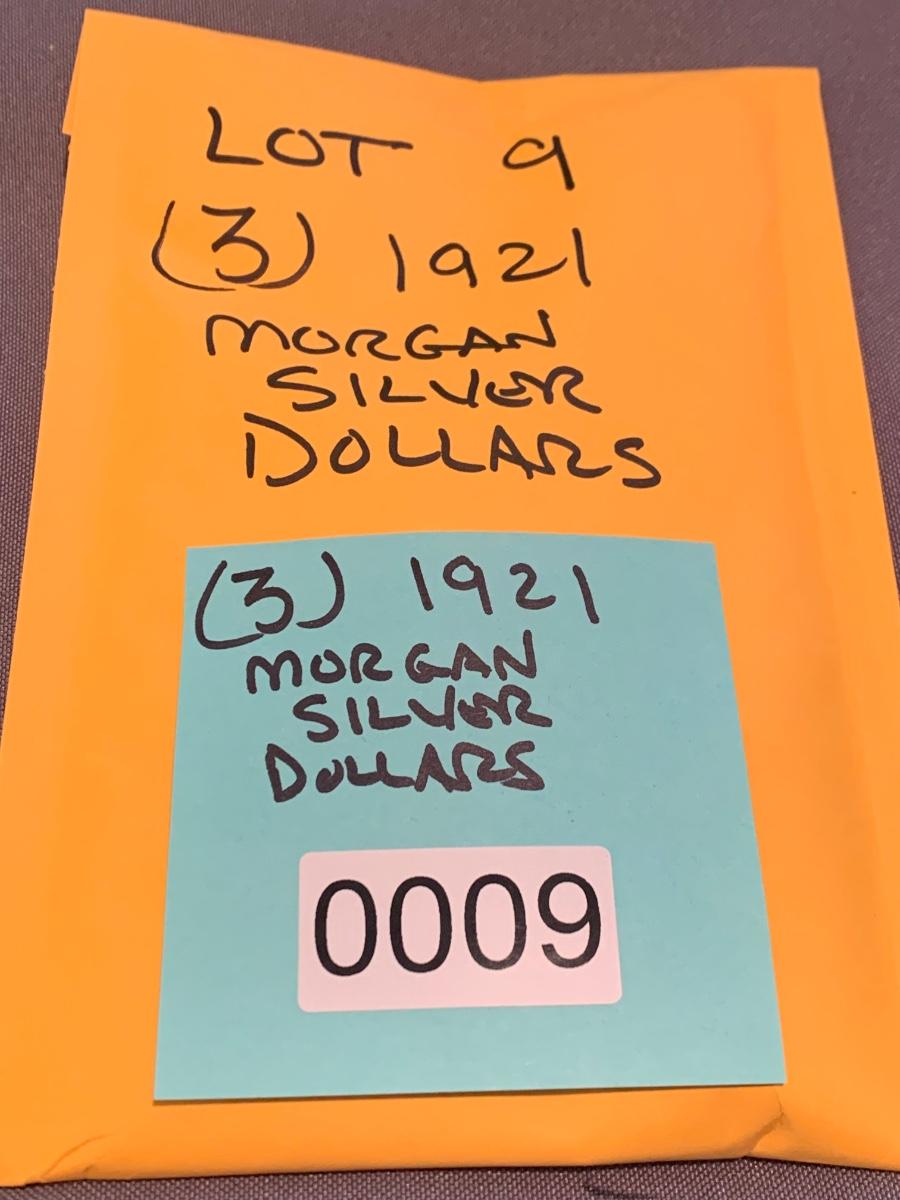 LOT 9
(3) 1921
MORGAN
SILVER
DOLLARS
(3) 1921
MORGAN
SILVER
DOLLARS
0009